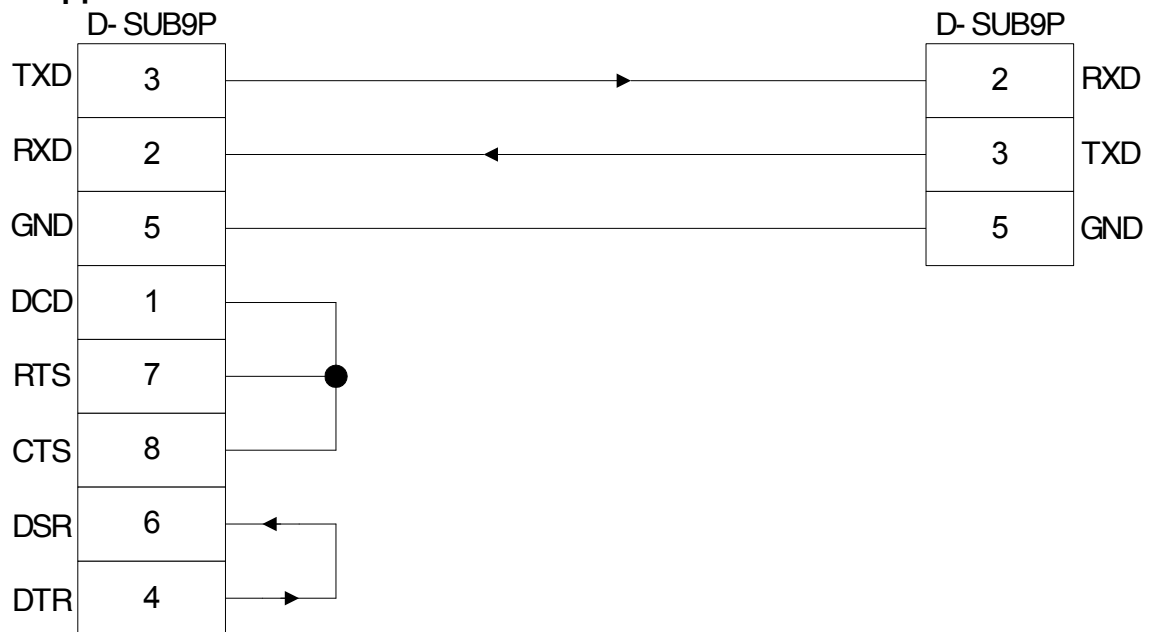 D- SUB9P D- SUB9P
TXD 3 2 RXD
RXD 2 3 TXD
GND 5 5 GND
DCD 1
RTS 7
CTS 8
DSR 6
DTR 4